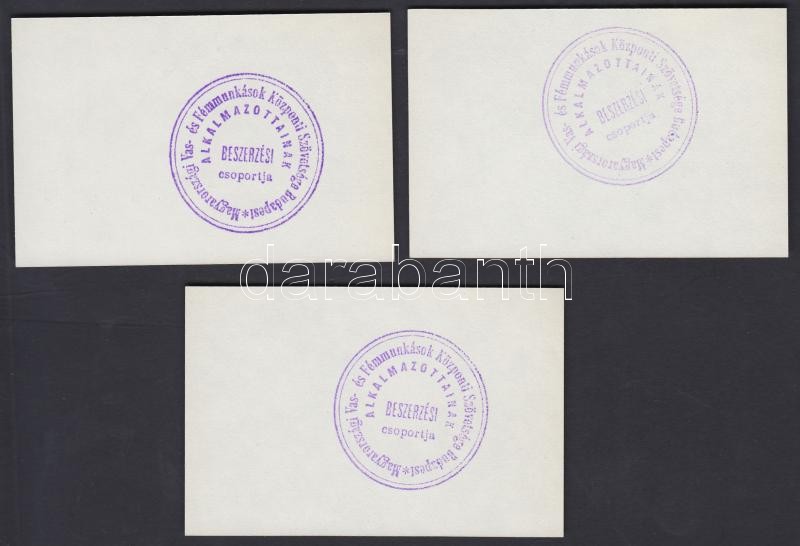 Magyarországi Vas- és Fémmunkások Központi Szövetsége Budapest *
ALKALMAZOTTAINAK
BESZERZÉSI
csoportja
Magyarországi Vas- és Fémmunkások Központi Szövetsége Budapest *
ALKALMAZOTTAINAK
BESZERZÉSI
csoportja
darabanth
Magyarországi Vas- és Fémmunkások Központi Szövetsége Budapest *
ALKALMAZOTTAINAK
BESZERZÉSI
csoportja